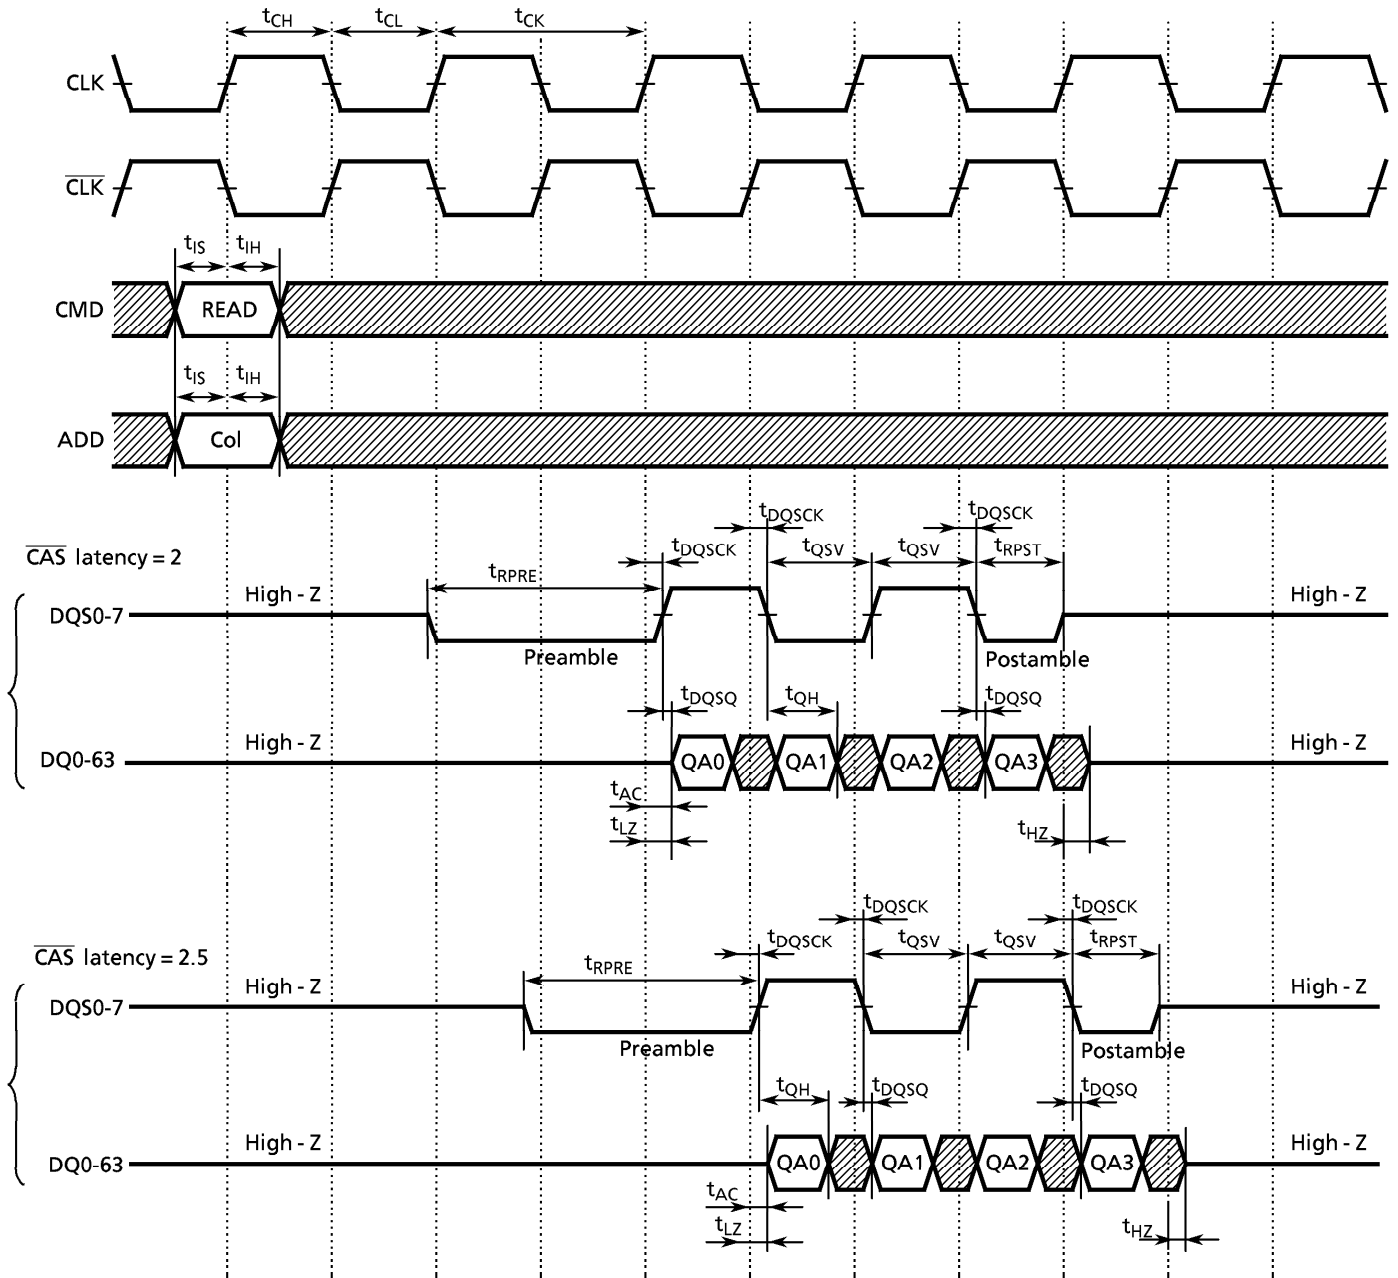 tCH tCL tCK
CLK
CLK
tIS tIH
CMD READ
tIS tIH
ADD Col
tDQSCK tDQSCK
CAS latency = 2
tDQSCK tQSV tQSV tRPST
tRPRE
High - Z High - Z
DQS0-7
Preamble Postamble
tDQSQ tQH tDQSQ
High - Z High - Z
DQ0-63 QA0 QA1 QA2 QA3
tAC
tLZ tHZ
tDQSCK tDQSCK
CAS latency = 2.5
tDQSCK tQSV tQSV tRPST
tRPRE
High - Z High - Z
DQS0-7
Preamble Postamble
tQH tDQSQ tDQSQ
High - Z High - Z
DQ0-63 QA0 QA1 QA2 QA3
tAC
tLZ tHZ